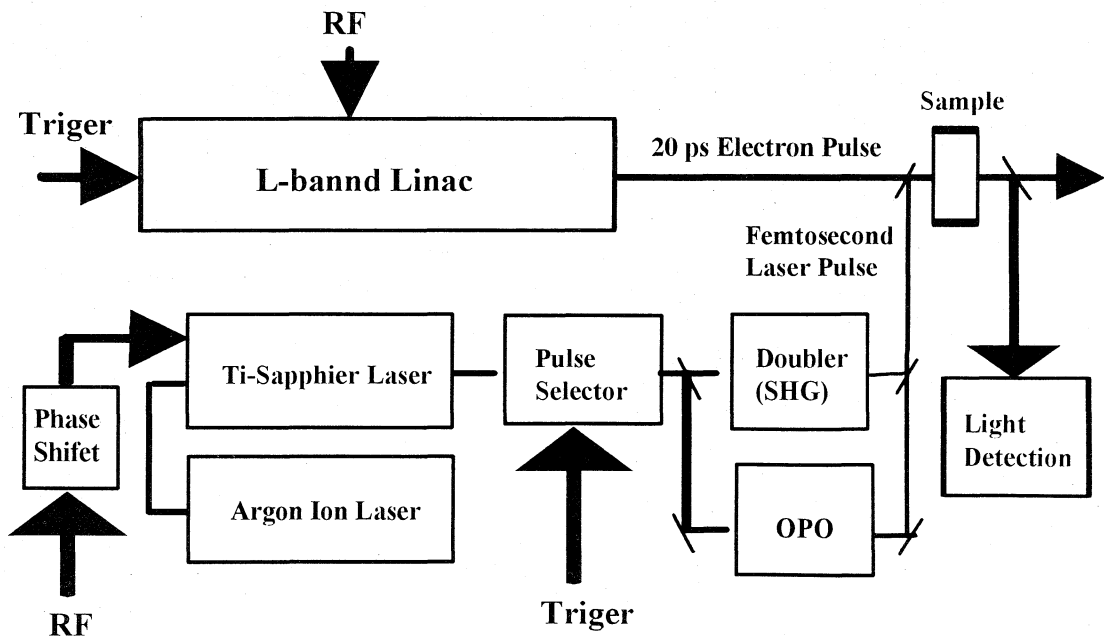 RF
Triger
Sample
L-bannd Linac
20 ps Electron Pulse
Femtosecond
Laser Pulse
Ti-Sapphier Laser
Pulse
Selector
Doubler
(SHG)
Phase
Shifet
Light
Detection
Argon Ion Laser
OPO
RF
Triger